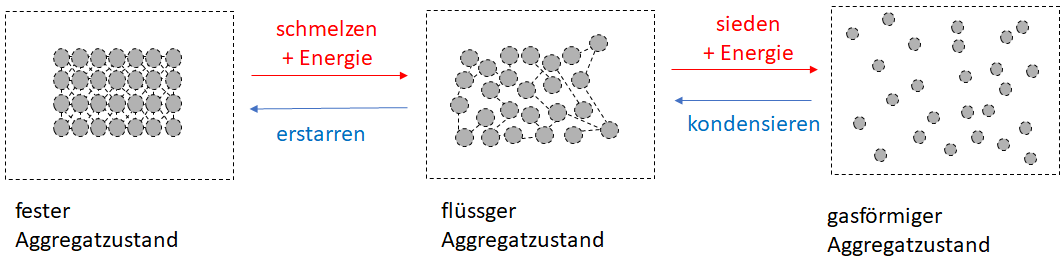 schmelzen
+ Energie
erstarren
sieden
+ Energie
kondensieren
fester
Aggregatzustand
flüssger
Aggregatzustand
gasförmiger
Aggregatzustand